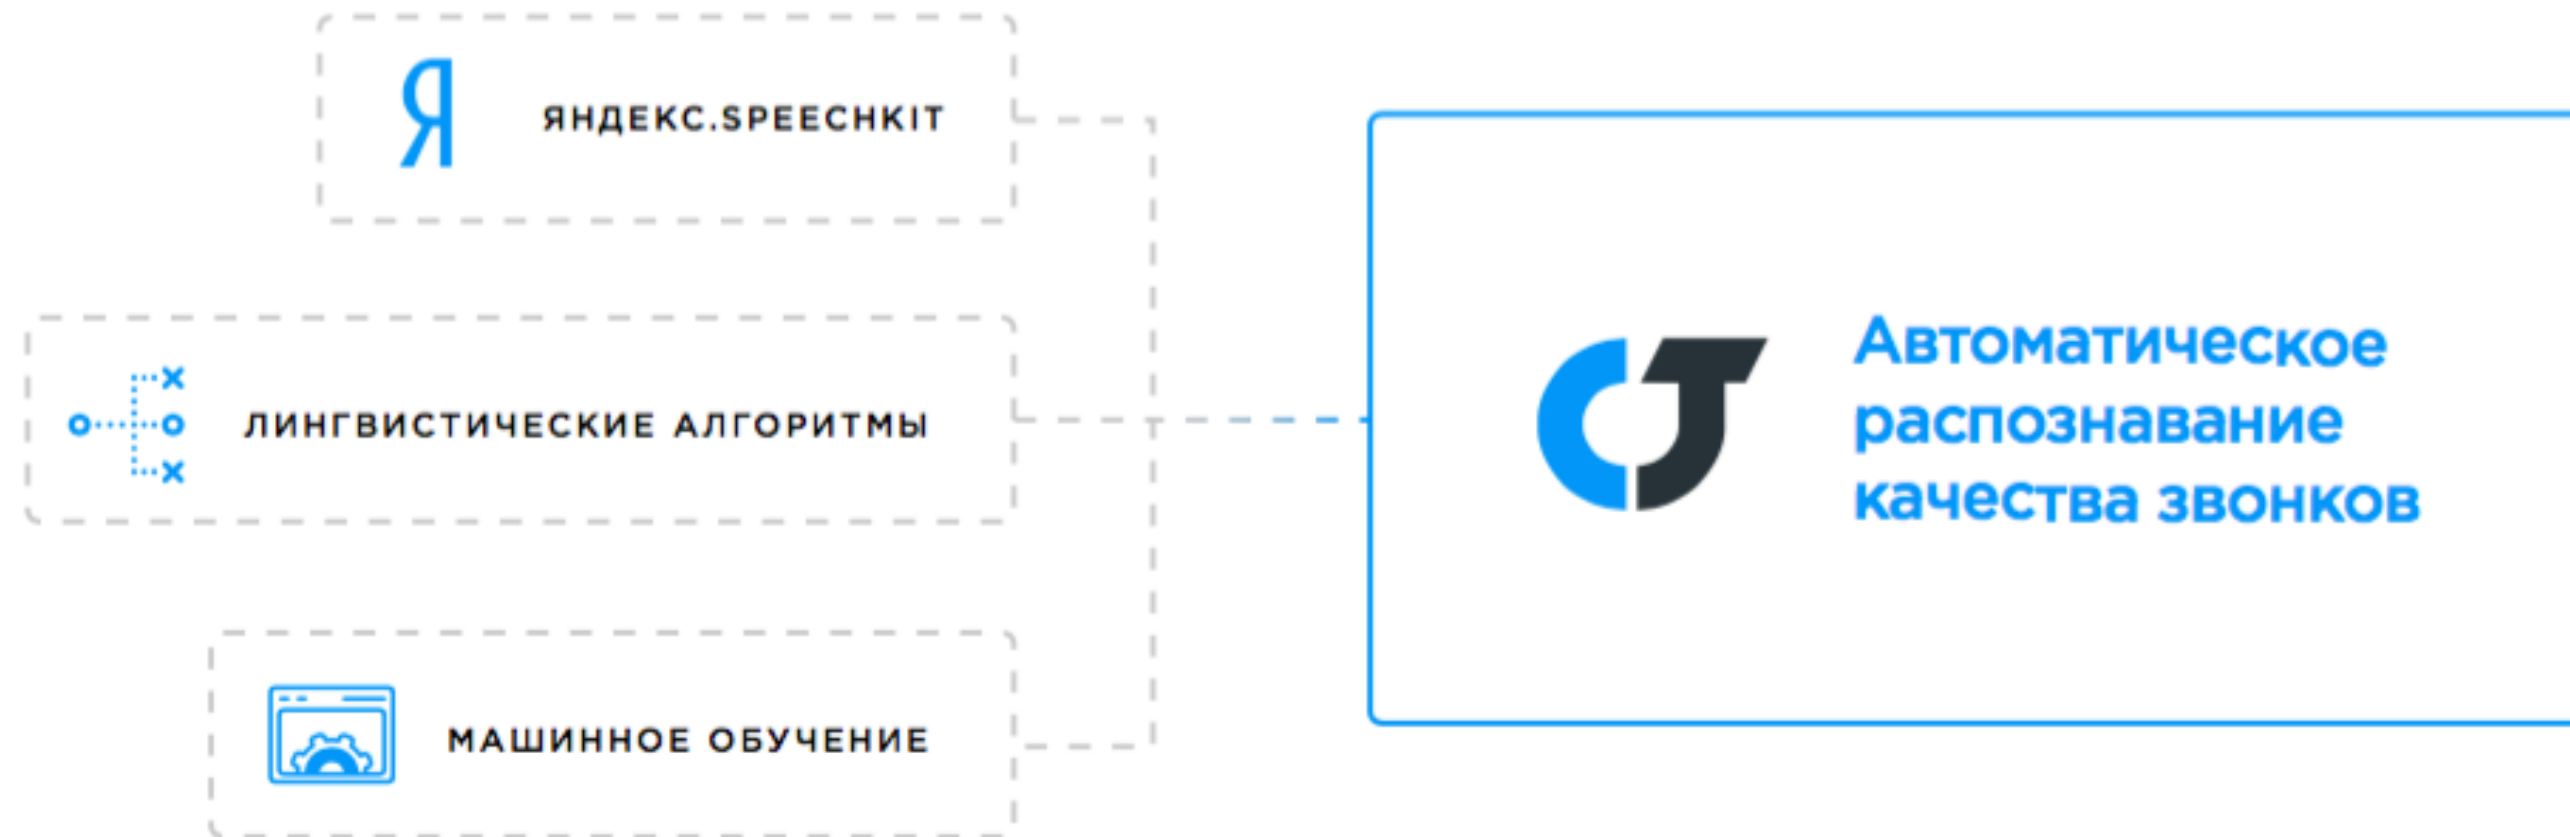 Я ЯНДЕКС.SPEECHKIT
ЛИНГВИСТИЧЕСКИЕ АЛГОРИТМЫ
МАШИННОЕ ОБУЧЕНИЕ
Автоматическое
распознавание
качества звонков